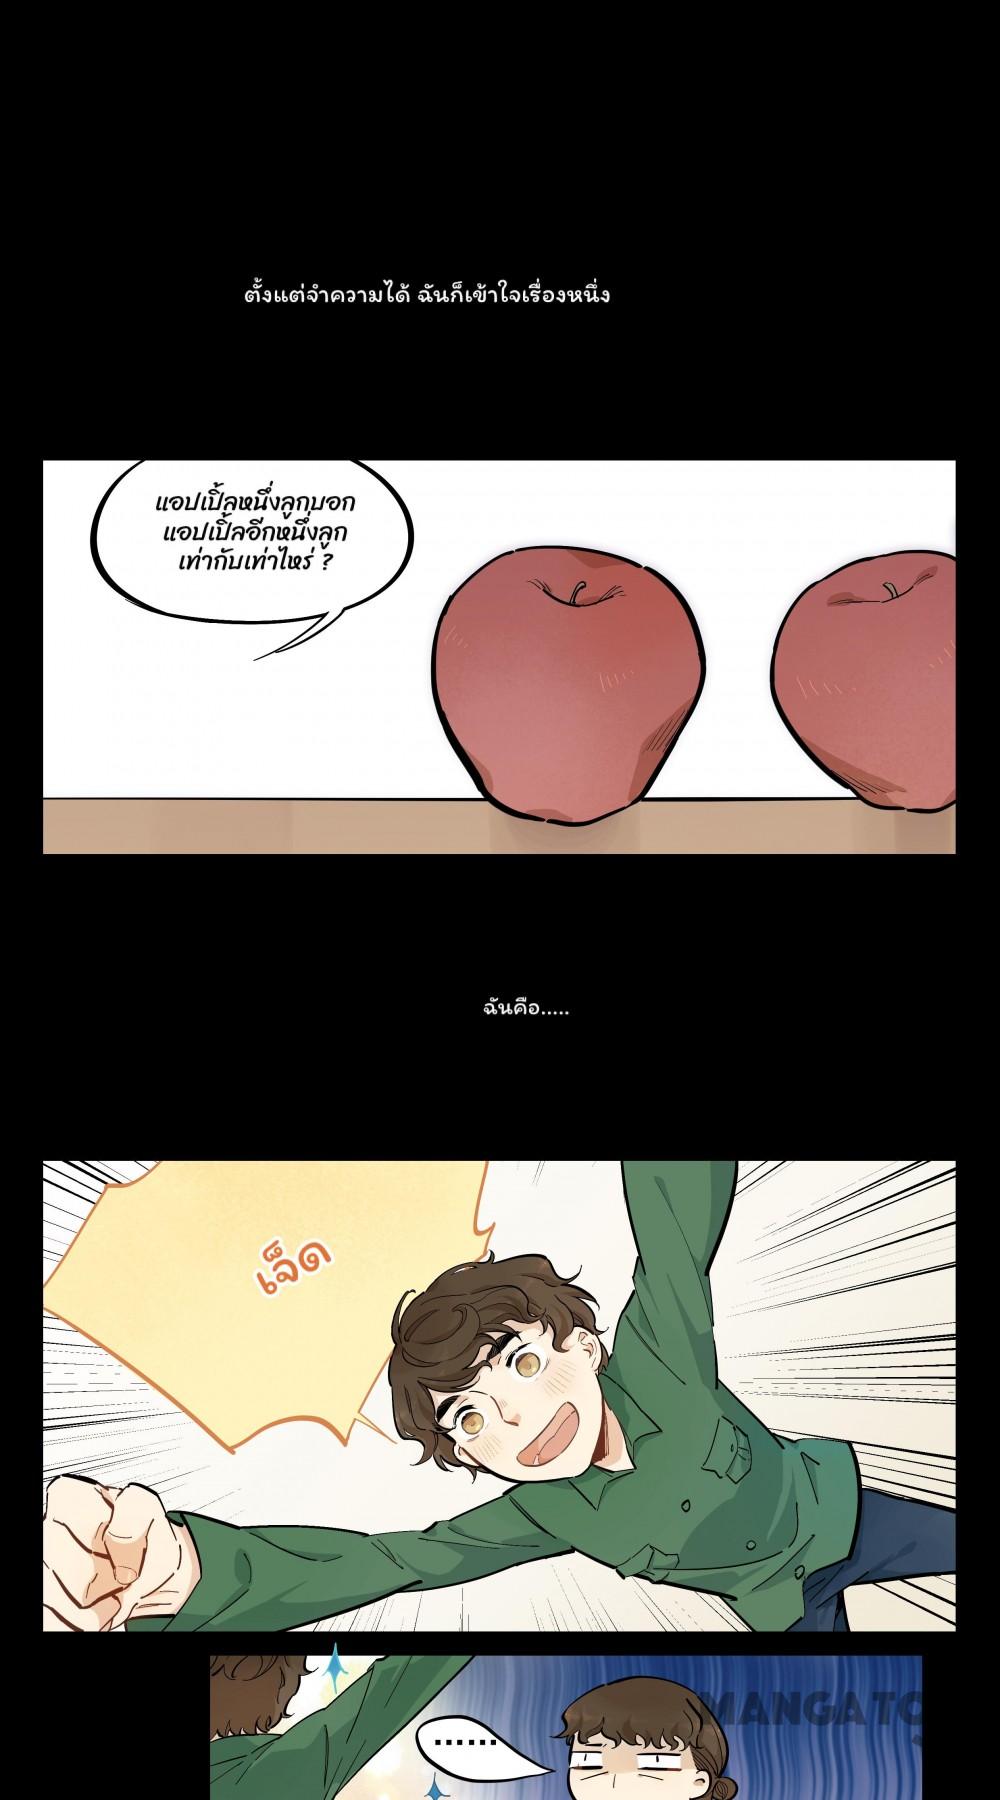 ตั้งแต่จำความได้ ฉันก็เข้าใจเรื่องหนึ่ง
แอปเปิ้ลหนึ่งลูกบอก
แอปเปิ้ลอีกหนึ่งลูก
เท่ากับเท่าไหร่ ?
ฉันคือ.....
เจ็ด
......
MANGATO